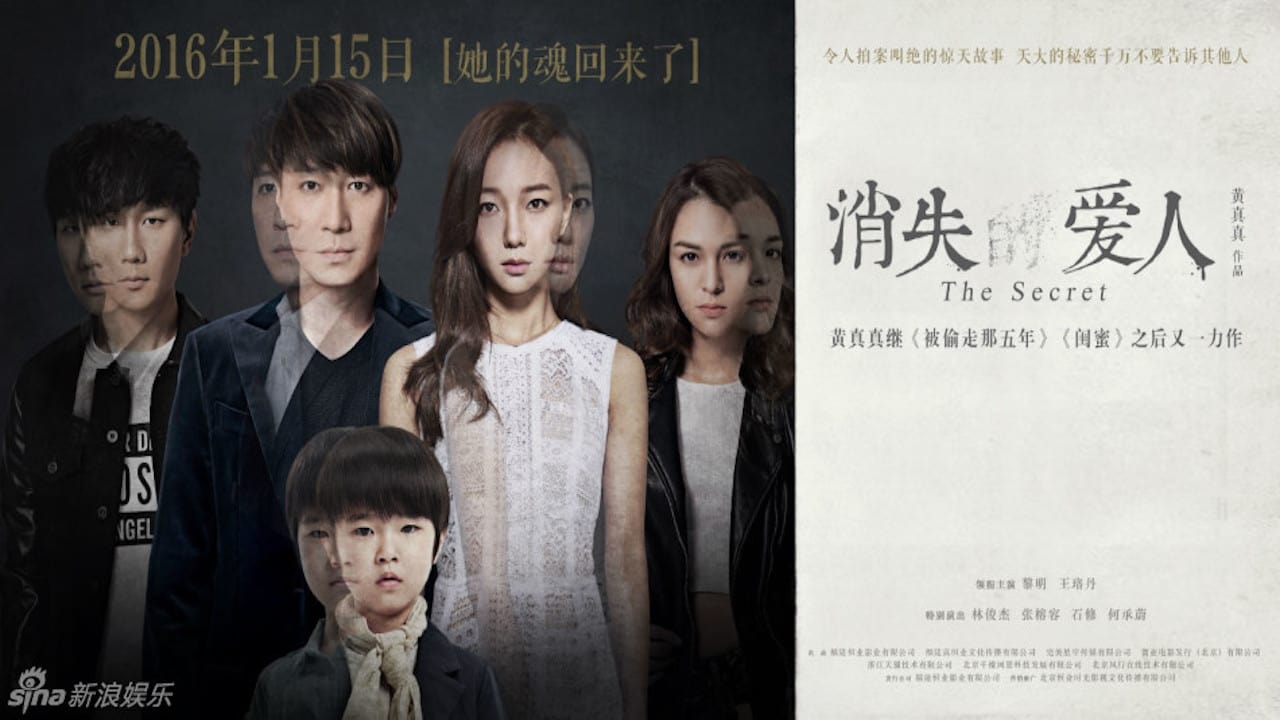 2016年1月15日 [她的魂回来了]
R D
OS
NGEL
令人拍案叫绝的惊天故事 天大的秘密千万不要告诉其他人
消失的爱人
The Secret
黄真真 作品
黄真真继《被偷走那五年》《闺蜜》之后又一力作
领衔主演 黎明 王珞丹
特别演出 林俊杰 张榕容 石修 何承蔚
sina 新浪娱乐